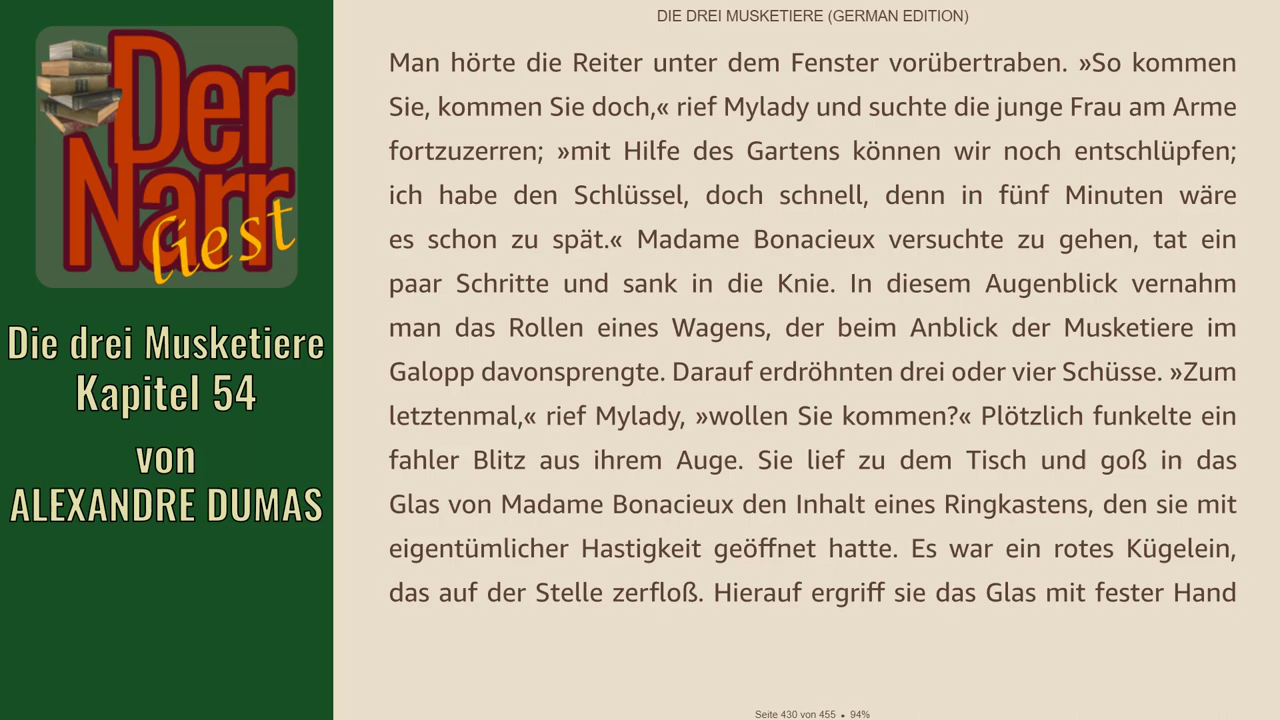 Der
Narr
liest
Die drei Musketiere
Kapitel 54
von
ALEXANDRE DUMAS
DIE DREI MUSKETIERE (GERMAN EDITION)
Man hörte die Reiter unter dem Fenster vorübertraben. »So kommen
Sie, kommen Sie doch,« rief Mylady und suchte die junge Frau am Arme
fortzuzerren; »mit Hilfe des Gartens können wir noch entschlüpfen;
ich habe den Schlüssel, doch schnell, denn in fünf Minuten wäre
es schon zu spät.« Madame Bonacieux versuchte zu gehen, tat ein
paar Schritte und sank in die Knie. In diesem Augenblick vernahm
man das Rollen eines Wagens, der beim Anblick der Musketiere im
Galopp davonsprengte. Darauf erdröhnten drei oder vier Schüsse. »Zum
letztenmal,« rief Mylady, »wollen Sie kommen?« Plötzlich funkelte ein
fahler Blitz aus ihrem Auge. Sie lief zu dem Tisch und goß in das
Glas von Madame Bonacieux den Inhalt eines Ringkastens, den sie mit
eigentümlicher Hastigkeit geöffnet hatte. Es war ein rotes Kügelein,
das auf der Stelle zerfloß. Hierauf ergriff sie das Glas mit fester Hand
Seite 430 von 455 • 94%